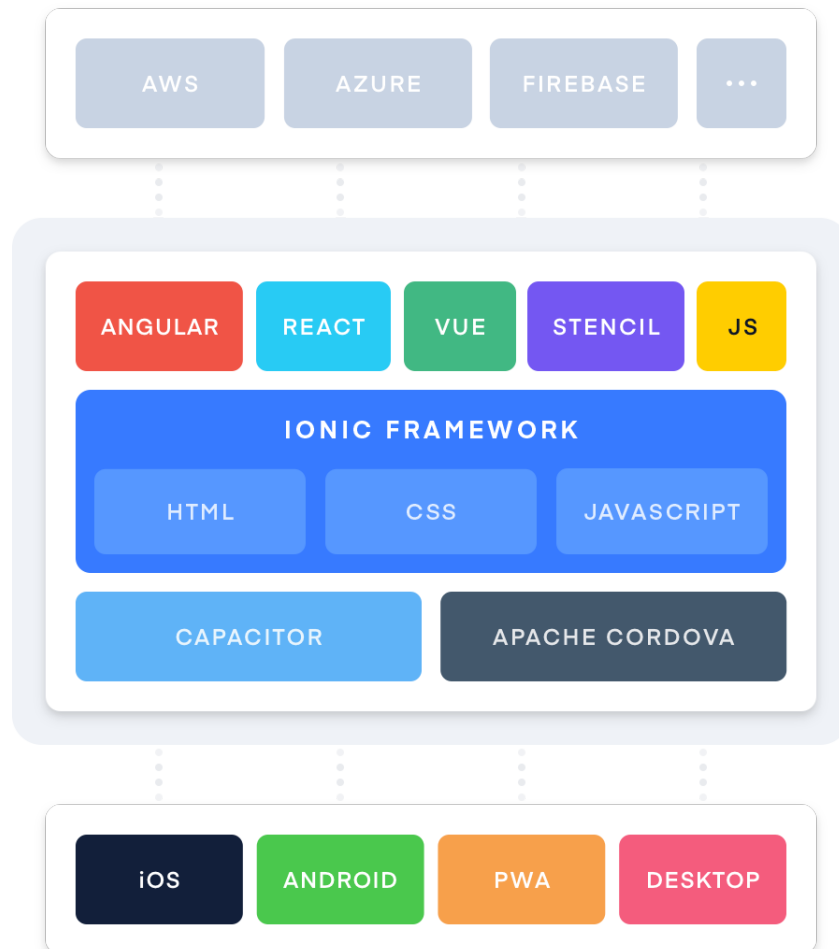 AWS AZURE FIREBASE ...
ANGULAR REACT VUE STENCIL JS
IONIC FRAMEWORK
HTML CSS JAVASCRIPT
CAPACITOR APACHE CORDOVA
iOS ANDROID PWA DESKTOP